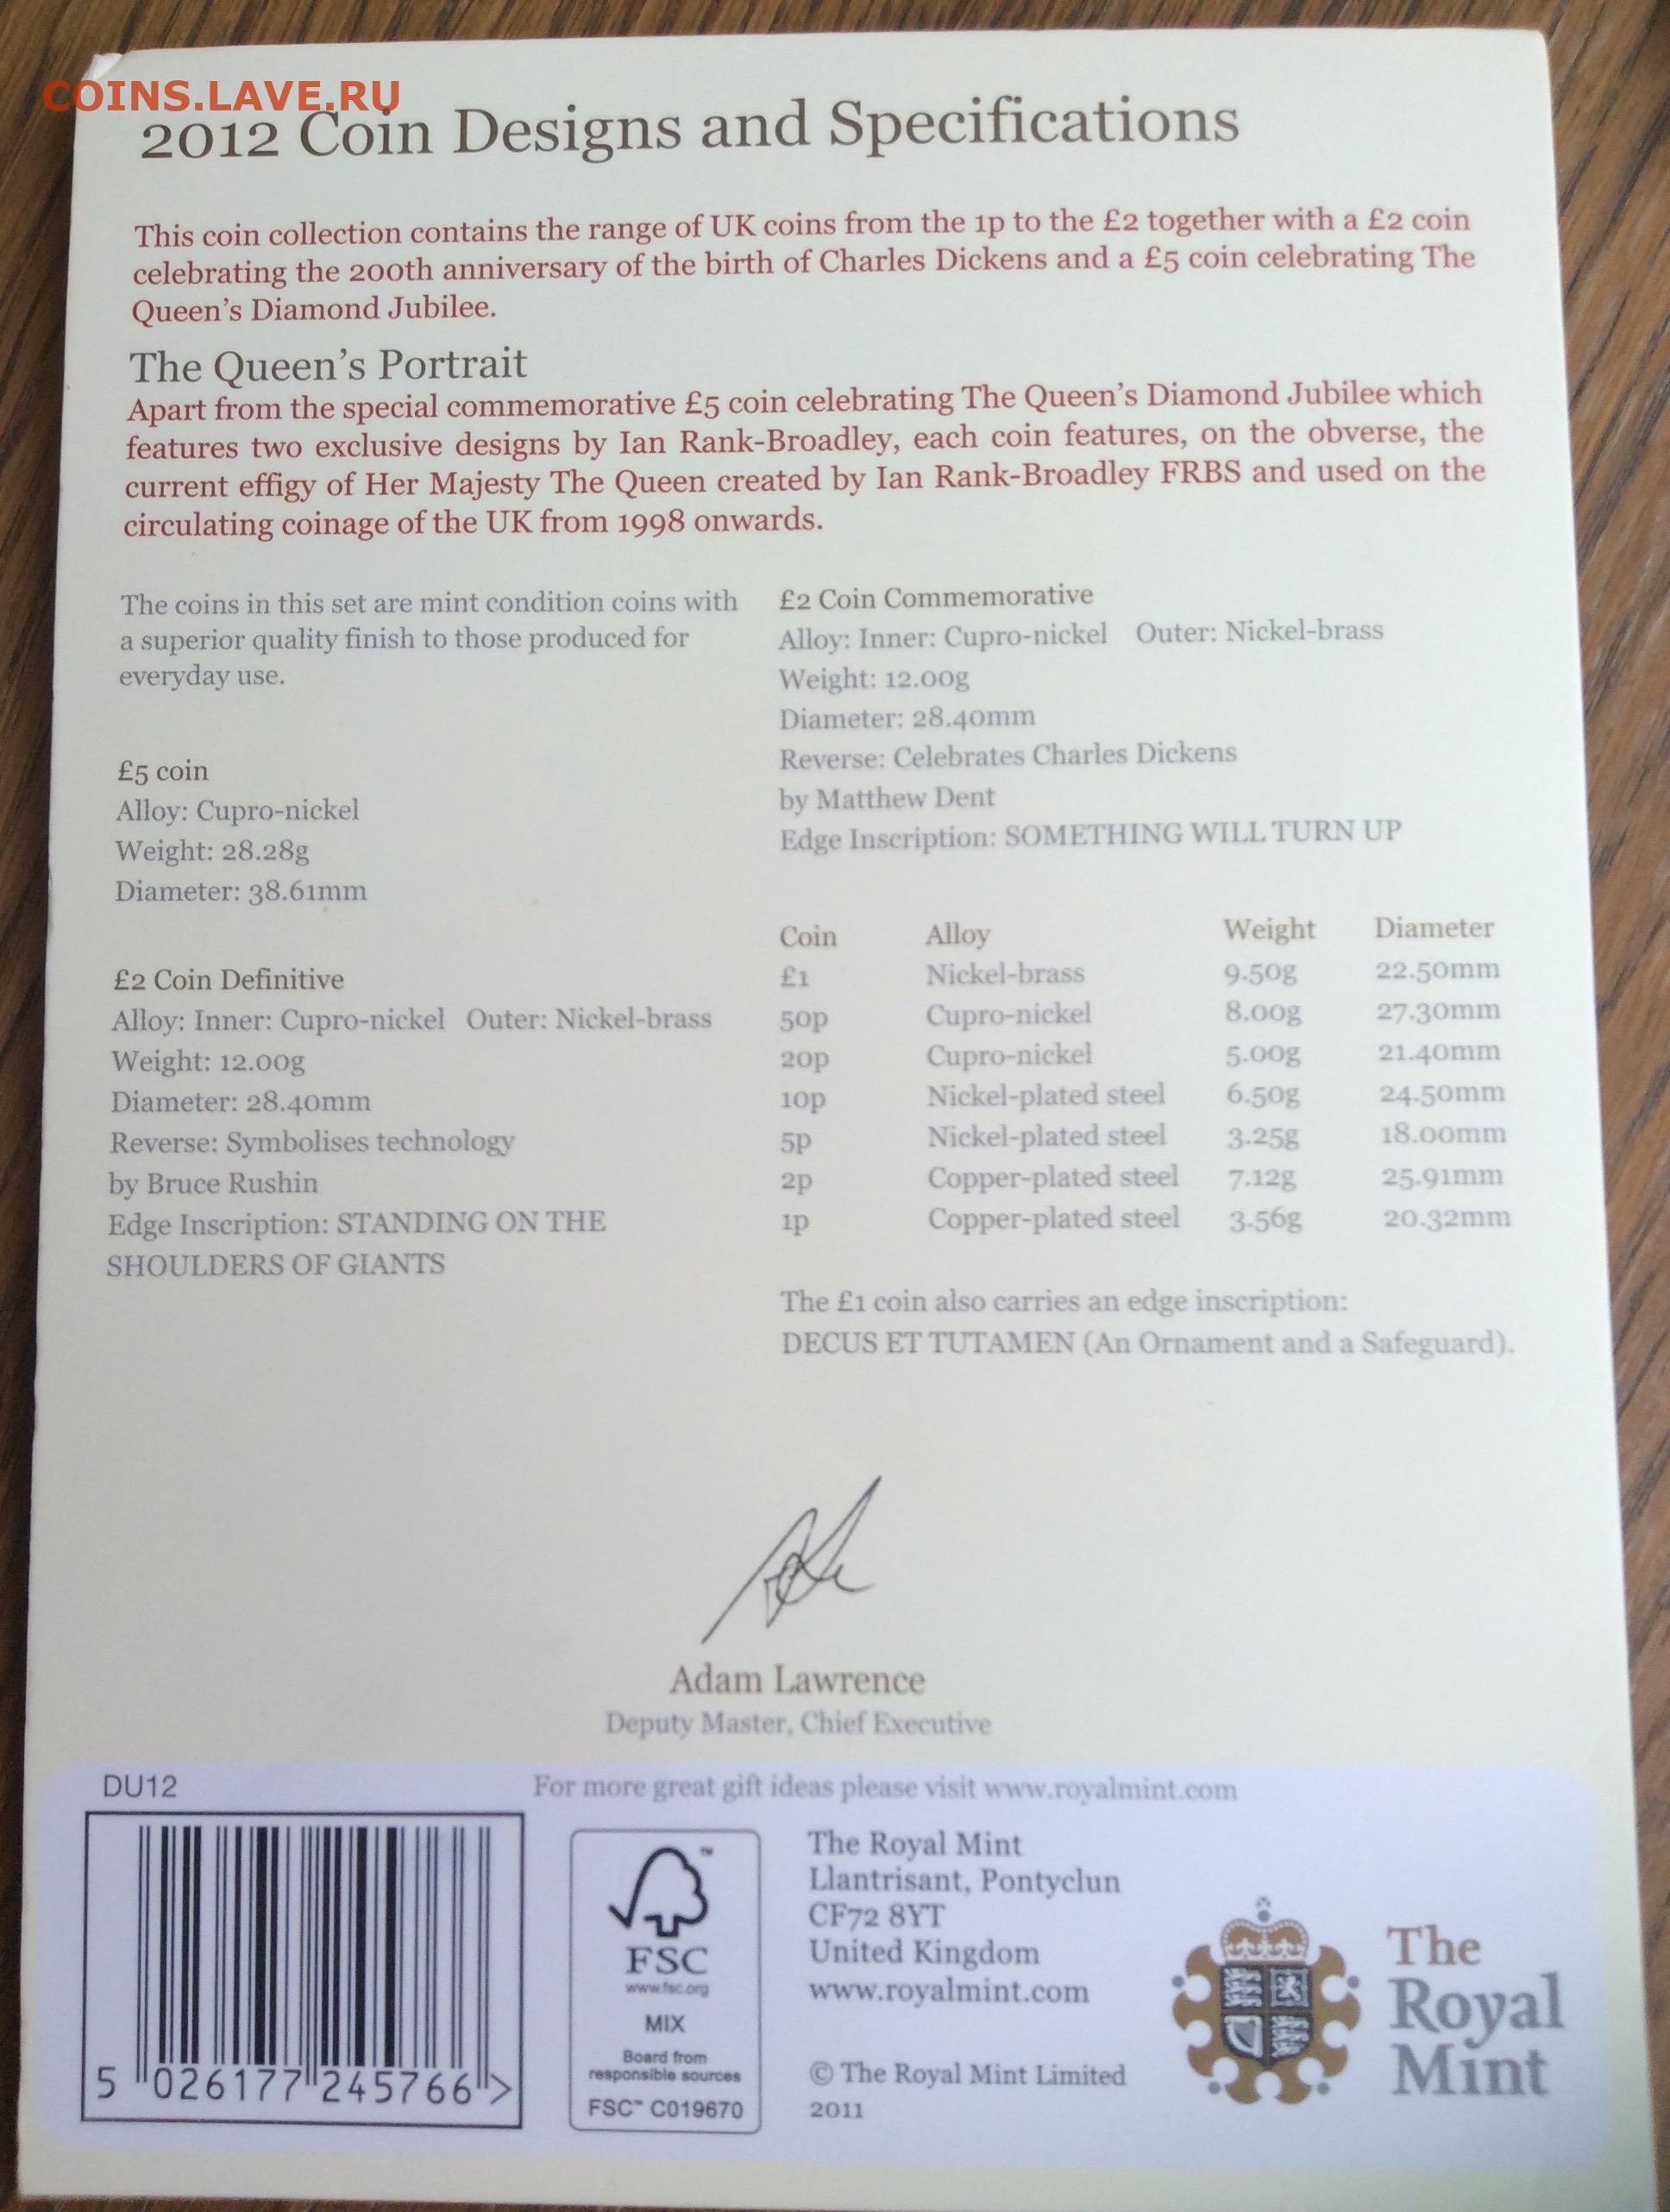 COINS.LAVE.RU
2012 Coin Designs and Specifications
This coin collection contains the range of UK coins from the 1p to the £2 together with a £2 coin
celebrating the 200th anniversary of the birth of Charles Dickens and a £5 coin celebrating The
Queen's Diamond Jubilee.
The Queen's Portrait
Apart from the special commemorative £5 coin celebrating The Queen's Diamond Jubilee which
features two exclusive designs by Ian Rank-Broadley, each coin features, on the obverse, the
current effigy of Her Majesty The Queen created by Ian Rank-Broadley FRBS and used on the
circulating coinage of the UK from 1998 onwards.
The coins in this set are mint condition coins with
a superior quality finish to those produced for
everyday use.
£5 coin
Alloy: Cupro-nickel
Weight: 28.28g
Diameter: 38.61mm
£2 Coin Definitive
Alloy: Inner: Cupro-nickel Outer: Nickel-brass
Weight: 12.00g
Diameter: 28.40mm
Reverse: Symbolises technology
by Bruce Rushin
Edge Inscription: STANDING ON THE
SHOULDERS OF GIANTS
£2 Coin Commemorative
Alloy: Inner: Cupro-nickel Outer: Nickel-brass
Weight: 12.00g
Diameter: 28.40mm
Reverse: Celebrates Charles Dickens
by Matthew Dent
Edge Inscription: SOMETHING WILL TURN UP
Coin Alloy Weight Diameter
£1 Nickel-brass 9.50g 22.50mm
50p Cupro-nickel 8.00g 27.30mm
20p Cupro-nickel 5.00g 21.40mm
10p Nickel-plated steel 6.50g 24.50mm
5p Nickel-plated steel 3.25g 18.00mm
2p Copper-plated steel 7.12g 25.91mm
1p Copper-plated steel 3.56g 20.32mm
The £1 coin also carries an edge inscription:
DECUS ET TUTAMEN (An Ornament and a Safeguard).
Adam Lawrence
Deputy Master, Chief Executive
DU12
For more great gift ideas please visit www.royalmint.com
5 026177 245766 >
™
FSC
www.fsc.org
MIX
Board from
responsible sources
FSC™ C019670
The Royal Mint
Llantrisant, Pontyclun
CF72 8YT
United Kingdom
www.royalmint.com
© The Royal Mint Limited
2011
The
Royal
Mint